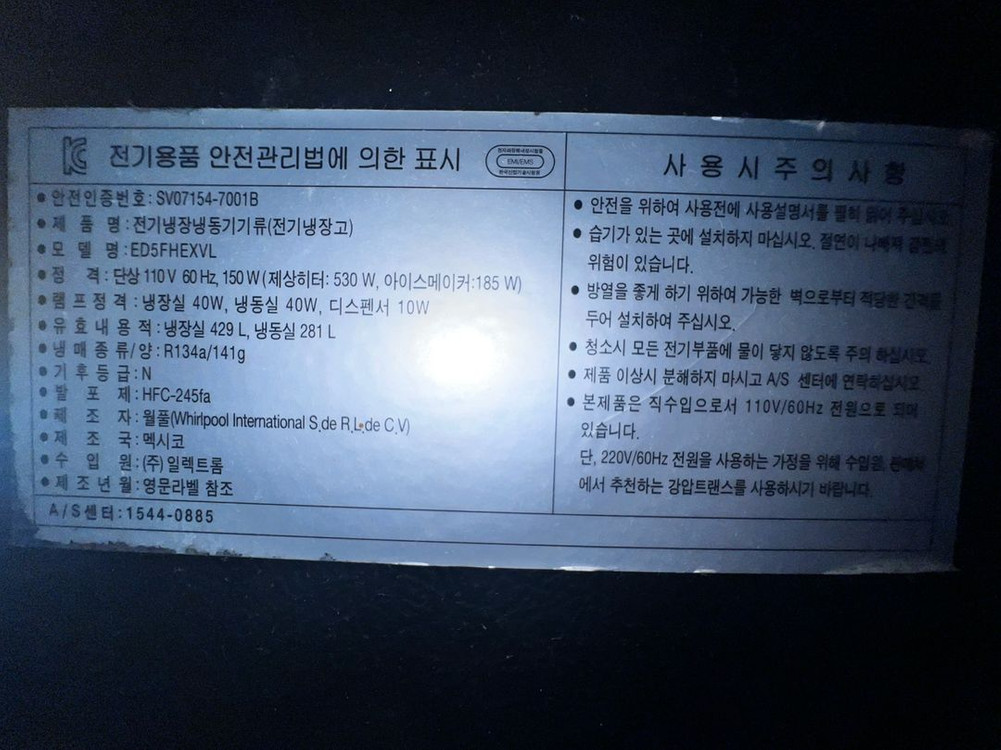 KC 전기용품 안전관리법에 의한 표시
EMI/EMS
• 안전인증번호: SV07154-7001B
• 제 품 명: 전기냉장냉동기기류(전기냉장고)
• 모 델 명: ED5FHEXVL
• 정 격: 단상 110 V 60 Hz, 150 W (제상히터: 530 W, 아이스메이커:185 W)
• 램프정격: 냉장실 40W, 냉동실 40W, 디스펜서 10W
• 유효내용적: 냉장실 429 L, 냉동실 281 L
• 냉매종류/양: R134a/141g
• 기후등급: N
• 발 포 제: HFC-245fa
• 제 조 자: 월풀(Whirlpool International S.de R.L.de C.V)
• 제 조 국: 멕시코
• 수 입 원: (주)일렉트롬
• 제조년월: 영문라벨 참조
A/S센터: 1544-0885
사 용 시 주 의 사 항
• 안전을 위하여 사용전에 사용설명서를 필히 읽어 주십시오.
• 습기가 있는 곳에 설치하지 마십시오. 절연이 나빠져 감전의
위험이 있습니다.
• 방열을 좋게 하기 위하여 가능한 벽으로부터 적당한 간격을
두어 설치하여 주십시오.
• 청소시 모든 전기부품에 물이 닿지 않도록 주의 하십시오.
• 제품 이상시 분해하지 마시고 A/S 센터에 연락하십시오
• 본제품은 직수입으로서 110V/60Hz 전원으로 되어
있습니다.
단, 220V/60Hz 전원을 사용하는 가정을 위해 수입원,
에서 추천하는 강압트랜스를 사용하시기 바랍니다.